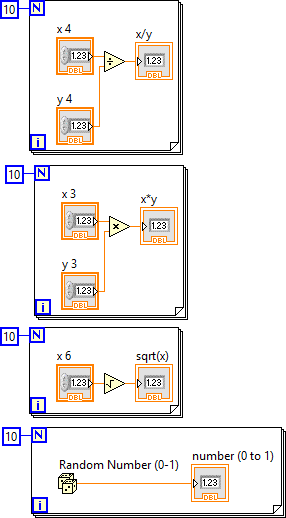 10 N
x 4 x/y
1.23 ÷ 1.23
DBL DBL
y 4
1.23
DBL
i
10 N
x 3 x*y
1.23 x 1.23
DBL DBL
y 3
1.23
DBL
i
10 N
x 6 sqrt(x)
1.23 √ 1.23
DBL DBL
i
10 N
number (0 to 1)
Random Number (0-1)
1.23
DBL
i